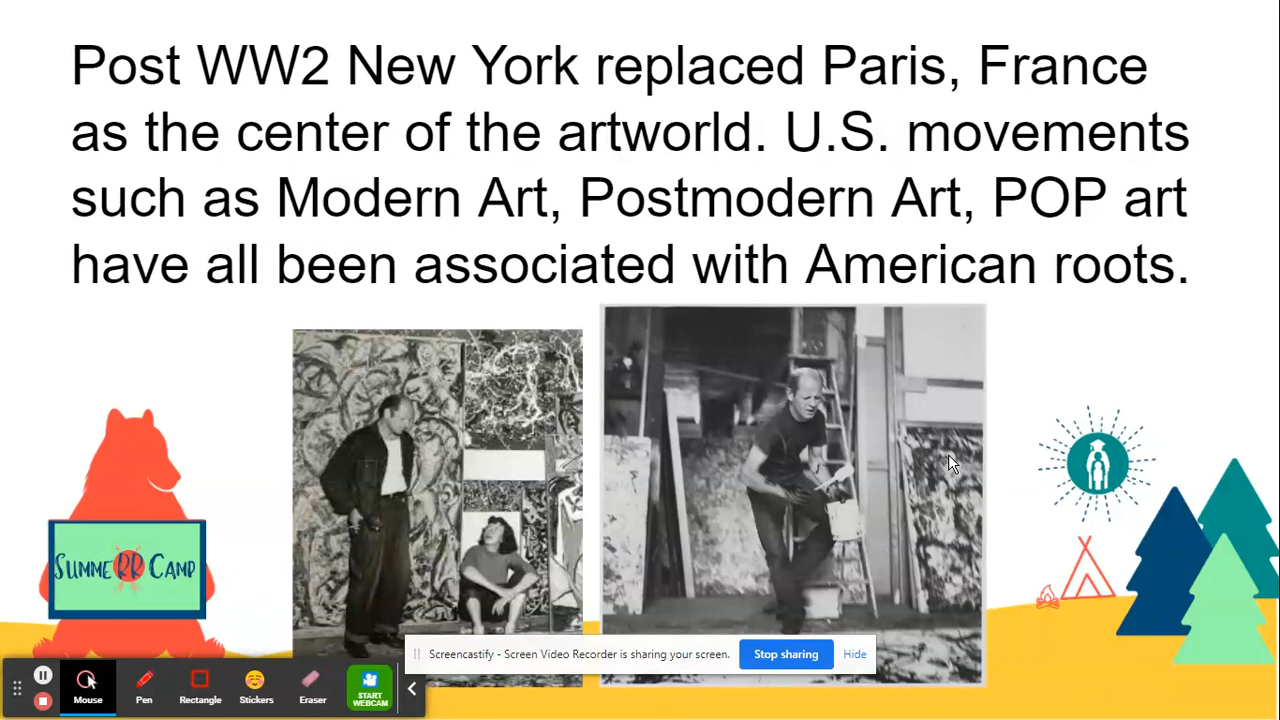 Post WW2 New York replaced Paris, France
as the center of the artworld. U.S. movements
such as Modern Art, Postmodern Art, POP art
have all been associated with American roots.
SUMMERR CAMP
Screencastify - Screen Video Recorder is sharing your screen.
Stop sharing
Hide
Mouse
Pen
Rectangle
Stickers
Eraser
START
WEBCAM